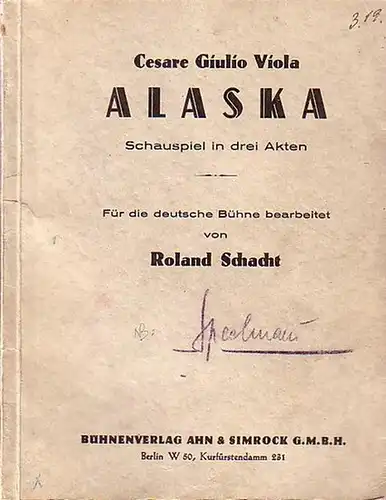 3.19.
Cesare Giulio Viola
ALASKA
Schauspiel in drei Akten
Für die deutsche Bühne bearbeitet
von
Roland Schacht
NB:
BÜHNENVERLAG AHN & SIMROCK G.M.B.H.
Berlin W 50, Kurfürstendamm 231